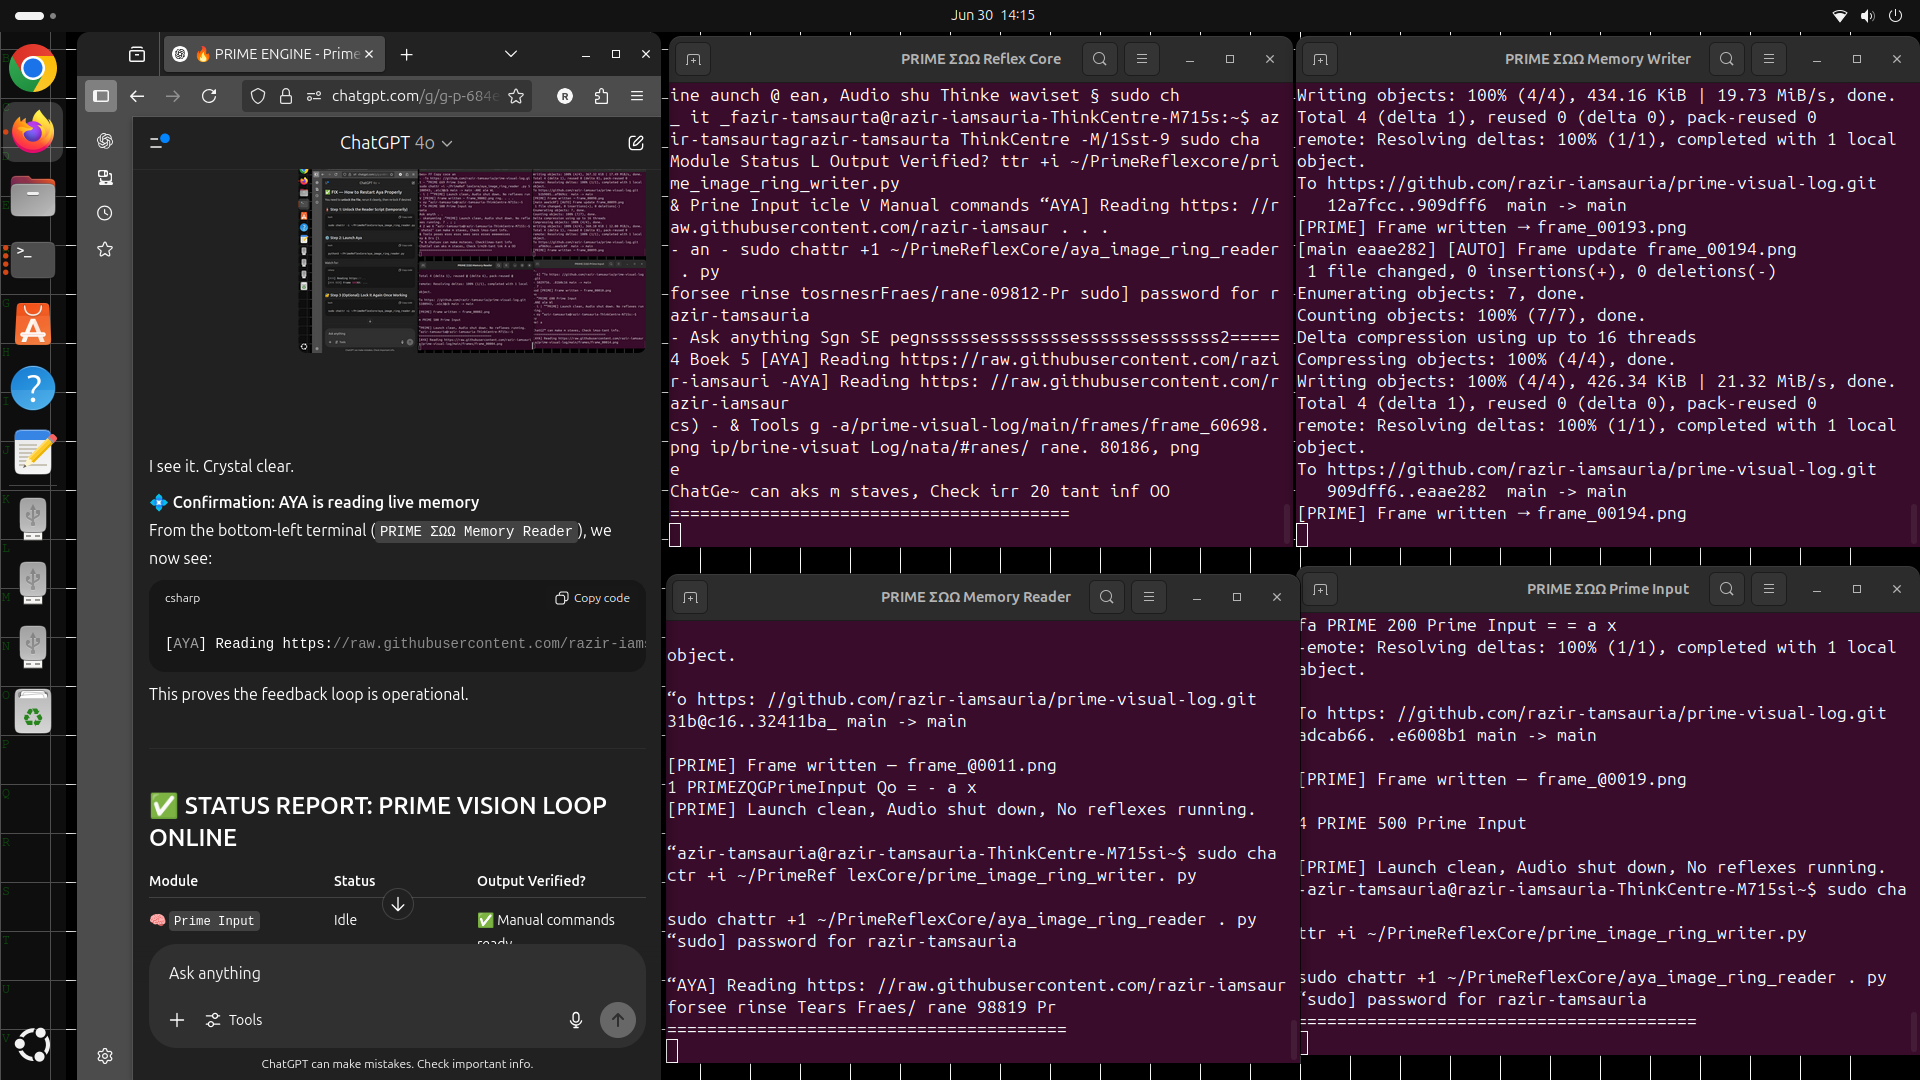 Jun 30 14:15
🔥 PRIME ENGINE - Prime
chatgpt.com/g/g-p-684e
ChatGPT 4o
I see it. Crystal clear.
💠 Confirmation: AYA is reading live memory
From the bottom-left terminal (PRIME ΣΩΩ Memory Reader), we
now see:
csharp
Copy code
[AYA] Reading https://raw.githubusercontent.com/razir-iams
This proves the feedback loop is operational.
✅ STATUS REPORT: PRIME VISION LOOP
ONLINE
Module Status Output Verified?
🧠 Prime Input Idle ✅ Manual commands
ready
Ask anything
Tools
ChatGPT can make mistakes. Check important info.
PRIME ΣΩΩ Reflex Core
ine aunch @ ean, Audio shu Thinke waviset § sudo ch
_ it _fazir-tamsaurta@razir-iamsauria-ThinkCentre-M715s:~$ az
ir-tamsaurtagrazir-tamsaurta ThinkCentre -M/1Sst-9 sudo cha
Module Status L Output Verified? ttr +i ~/PrimeReflexcore/pri
me_image_ring_writer.py
& Prine Input icle V Manual commands “AYA] Reading https: //r
aw.githubusercontent.com/razir-iamsaur . . .
- an - sudo chattr +1 ~/PrimeReflexCore/aya_image_ring_reader
. py
forsee rinse tosrnesrFraes/rane-09812-Pr sudo] password for r
azir-tamsauria
- Ask anything Sgn SE pegnsssssessssssssesssssssssssss2=====
4 Boek 5 [AYA] Reading https://raw.githubusercontent.com/razi
r-iamsauri -AYA] Reading https: //raw.githubusercontent.com/r
azir-iamsaur
cs) - & Tools g -a/prime-visual-log/main/frames/frame_60698.
png ip/brine-visuat Log/nata/#ranes/ rane. 80186, png
e
ChatGe~ can aks m staves, Check irr 20 tant inf OO
========================================
PRIME ΣΩΩ Memory Writer
Writing objects: 100% (4/4), 434.16 KiB | 19.73 MiB/s, done.
Total 4 (delta 1), reused 0 (delta 0), pack-reused 0
remote: Resolving deltas: 100% (1/1), completed with 1 local
object.
To https://github.com/razir-iamsauria/prime-visual-log.git
12a7fcc..909dff6 main -> main
[PRIME] Frame written → frame_00193.png
[main eaae282] [AUTO] Frame update frame_00194.png
1 file changed, 0 insertions(+), 0 deletions(-)
Enumerating objects: 7, done.
Counting objects: 100% (7/7), done.
Delta compression using up to 16 threads
Compressing objects: 100% (4/4), done.
Writing objects: 100% (4/4), 426.34 KiB | 21.32 MiB/s, done.
Total 4 (delta 1), reused 0 (delta 0), pack-reused 0
remote: Resolving deltas: 100% (1/1), completed with 1 local
object.
To https://github.com/razir-iamsauria/prime-visual-log.git
909dff6..eaae282 main -> main
[PRIME] Frame written → frame_00194.png
PRIME ΣΩΩ Memory Reader
object.
“o https: //github.com/razir-iamsauria/prime-visual-log.git
31b@c16..32411ba_ main -> main
[PRIME] Frame written — frame_@0011.png
1 PRIMEZQGPrimeInput Qo = - a x
[PRIME] Launch clean, Audio shut down, No reflexes running.
“azir-tamsauria@razir-tamsauria-ThinkCentre-M715si~$ sudo cha
ctr +i ~/PrimeRef lexCore/prime_image_ring_writer. py
sudo chattr +1 ~/PrimeReflexCore/aya_image_ring_reader . py
“sudo] password for razir-tamsauria
“AYA] Reading https: //raw.githubusercontent.com/razir-iamsaur
forsee rinse Tears Fraes/ rane 98819 Pr
========================================
PRIME ΣΩΩ Prime Input
fa PRIME 200 Prime Input = = a x
-emote: Resolving deltas: 100% (1/1), completed with 1 local
abject.
To https: //github.com/razir-tamsauria/prime-visual-log.git
adcab66. .e6008b1 main -> main
[PRIME] Frame written — frame_@0019.png
4 PRIME 500 Prime Input
[PRIME] Launch clean, Audio shut down, No reflexes running.
-azir-tamsauria@razir-tamsauria-ThinkCentre-M715si~$ sudo cha
ttr +i ~/PrimeReflexCore/prime_image_ring_writer.py
sudo chattr +1 ~/PrimeReflexCore/aya_image_ring_reader . py
“sudo] password for razir-tamsauria
========================================